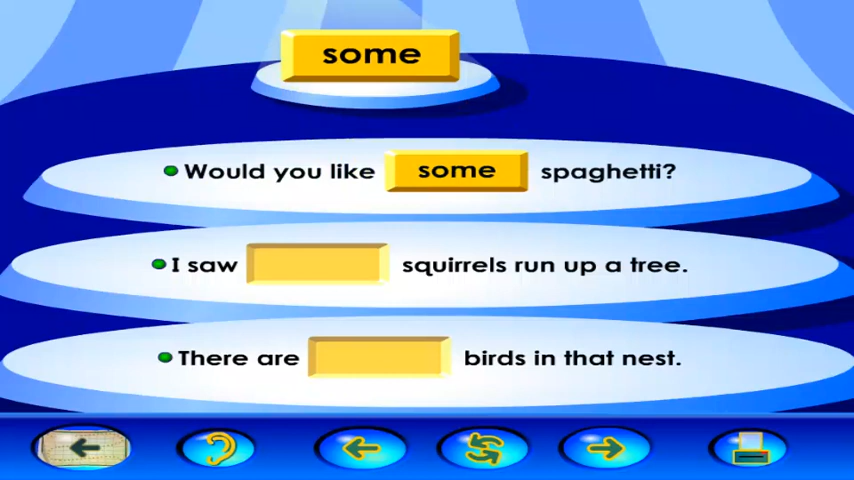 some
Would you like some spaghetti?
I saw squirrels run up a tree.
There are birds in that nest.